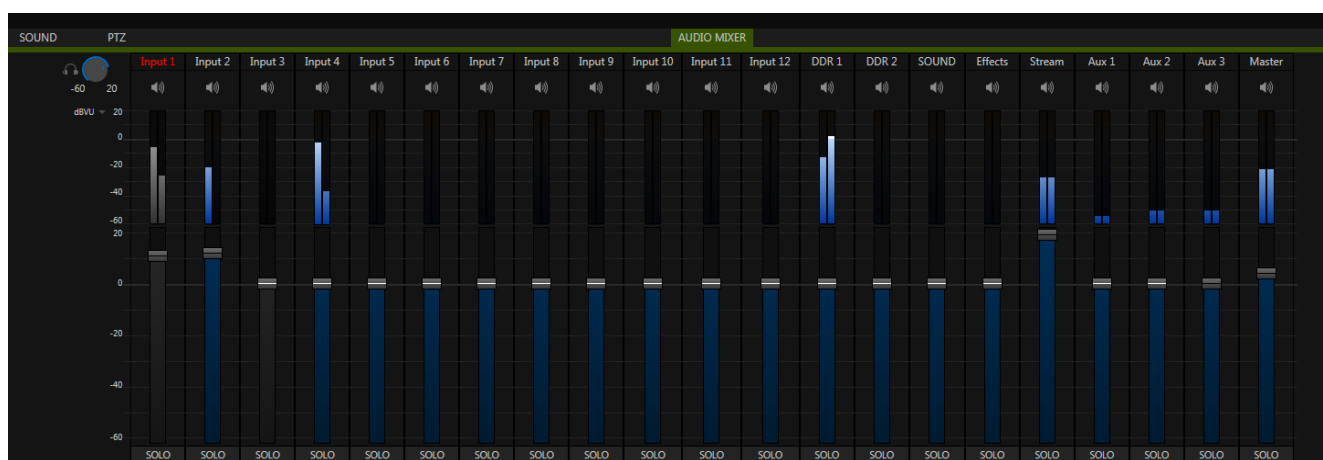 SOUND PTZ AUDIO MIXER
Input 1 Input 2 Input 3 Input 4 Input 5 Input 6 Input 7 Input 8 Input 9 Input 10 Input 11 Input 12 DDR 1 DDR 2 SOUND Effects Stream Aux 1 Aux 2 Aux 3 Master
-60 20
dBVU 20
0
-20
-40
-60
20
0
-20
-40
-60
SOLO SOLO SOLO SOLO SOLO SOLO SOLO SOLO SOLO SOLO SOLO SOLO SOLO SOLO SOLO SOLO SOLO SOLO SOLO SOLO SOLO